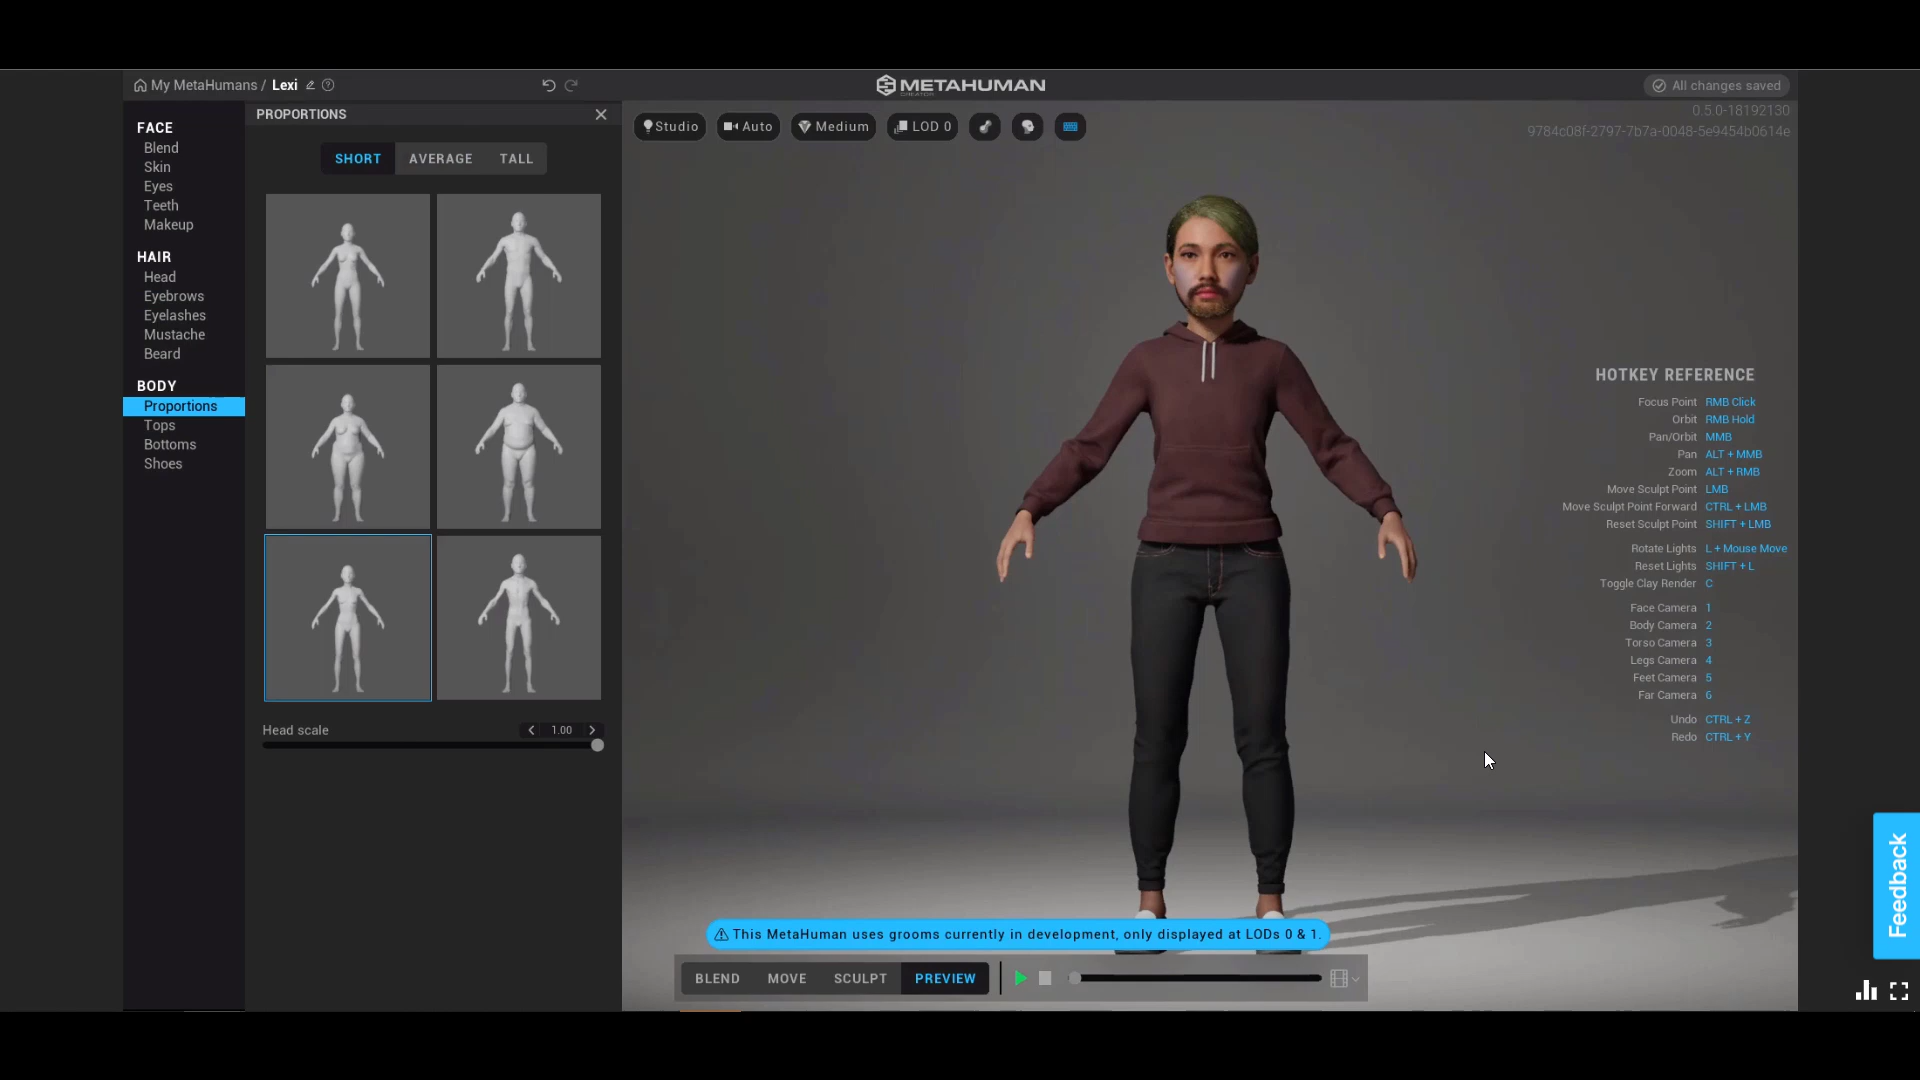 My MetaHumans / Lexi
METAHUMAN
CREATOR
All changes saved
0.5.0-18192130
9784c08f-2797-7b7a-0048-5e9454b0614e
FACE
Blend
Skin
Eyes
Teeth
Makeup
HAIR
Head
Eyebrows
Eyelashes
Mustache
Beard
BODY
Proportions
Tops
Bottoms
Shoes
PROPORTIONS
SHORT AVERAGE TALL
Head scale 1.00
Studio Auto Medium LOD 0
HOTKEY REFERENCE
Focus Point RMB Click
Orbit RMB Hold
Pan/Orbit MMB
Pan ALT + MMB
Zoom ALT + RMB
Move Sculpt Point LMB
Move Sculpt Point Forward CTRL + LMB
Reset Sculpt Point SHIFT + LMB
Rotate Lights L + Mouse Move
Reset Lights SHIFT + L
Toggle Clay Render C
Face Camera 1
Body Camera 2
Torso Camera 3
Legs Camera 4
Feet Camera 5
Far Camera 6
Undo CTRL + Z
Redo CTRL + Y
This MetaHuman uses grooms currently in development, only displayed at LODs 0 & 1.
BLEND MOVE SCULPT PREVIEW
Feedback